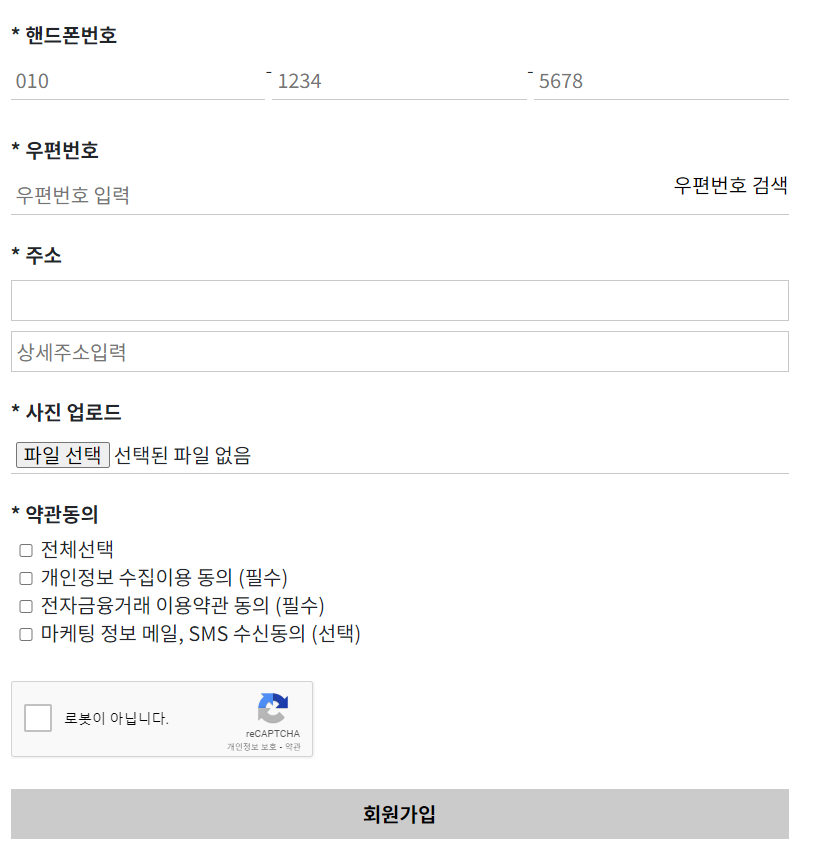 * 핸드폰번호
010 - 1234 - 5678
* 우편번호
우편번호 입력 우편번호 검색
* 주소
상세주소입력
* 사진 업로드
파일 선택 선택된 파일 없음
* 약관동의
전체선택
개인정보 수집이용 동의 (필수)
전자금융거래 이용약관 동의 (필수)
마케팅 정보 메일, SMS 수신동의 (선택)
로봇이 아닙니다.
reCAPTCHA
개인정보 보호 - 약관
회원가입